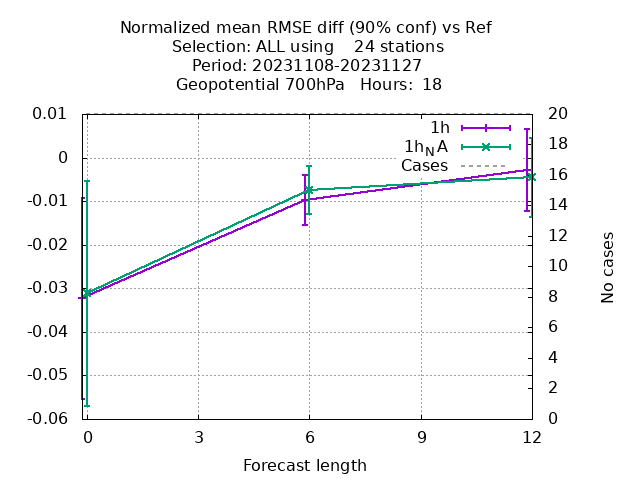 Normalized mean RMSE diff (90% conf) vs Ref
Selection: ALL using    24 stations
Period: 20231108-20231127
Geopotential 700hPa   Hours:  18
0.01
0
-0.01
-0.02
-0.03
-0.04
-0.05
-0.06
20
18
16
14
12
10
8
6
4
2
0
1h
1hNA
Cases
No cases
0 3 6 9 12
Forecast length